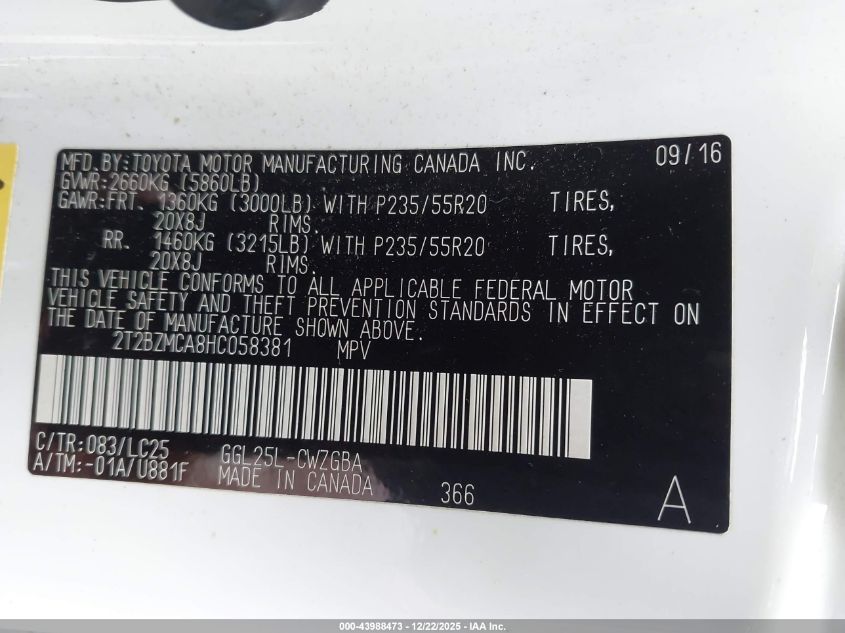 MFD.BY:TOYOTA MOTOR MANUFACTURING CANADA INC. 09/16
GVWR:2660KG (5860LB)
GAWR:FRT. 1360KG (3000LB) WITH P235/55R20 TIRES,
20X8J RIMS.
RR. 1460KG (3215LB) WITH P235/55R20 TIRES,
20X8J RIMS.
THIS VEHICLE CONFORMS TO ALL APPLICABLE FEDERAL MOTOR
VEHICLE SAFETY AND THEFT PREVENTION STANDARDS IN EFFECT ON
THE DATE OF MANUFACTURE SHOWN ABOVE.
2T2BZMCA8HC058381 MPV
C/TR:083/LC25 GGL25L-CWZGBA
A/TM:-01A/U881F MADE IN CANADA 366 A
000-43988473 - 12/22/2025 - IAA Inc.